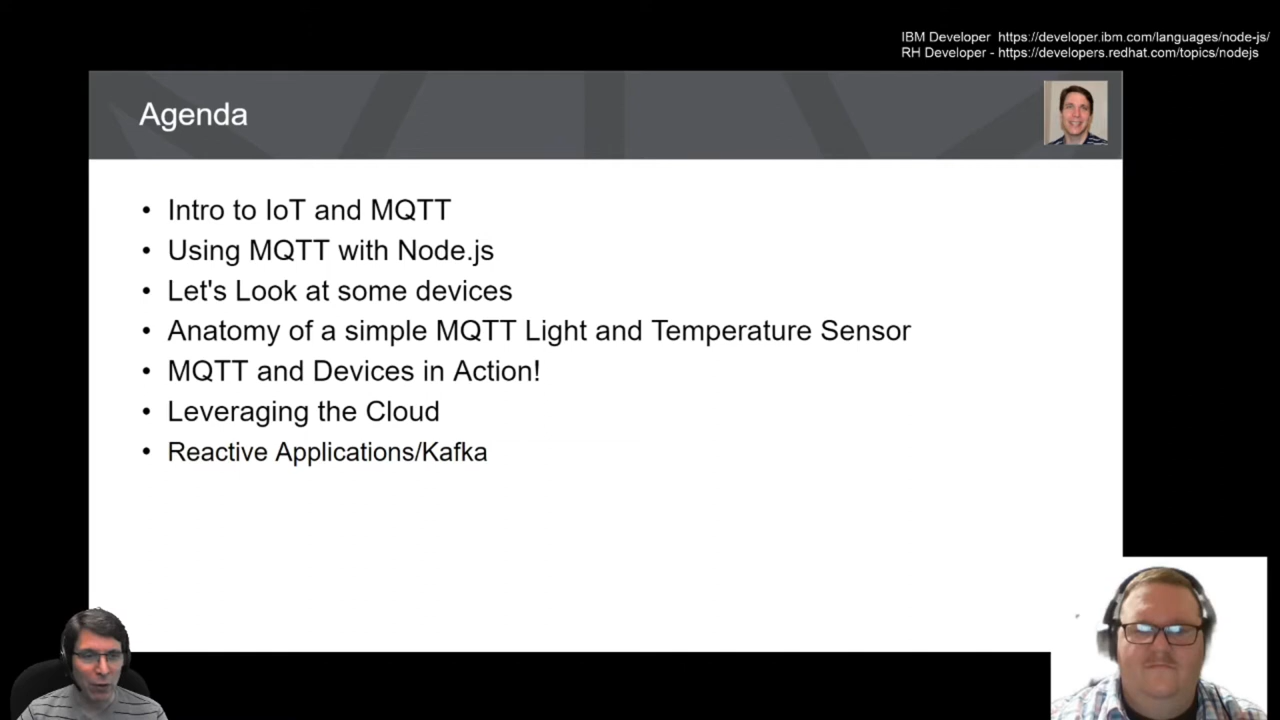 IBM Developer  https://developer.ibm.com/languages/node-js/
RH Developer - https://developers.redhat.com/topics/nodejs
Agenda
• Intro to IoT and MQTT
• Using MQTT with Node.js
• Let's Look at some devices
• Anatomy of a simple MQTT Light and Temperature Sensor
• MQTT and Devices in Action!
• Leveraging the Cloud
• Reactive Applications/Kafka